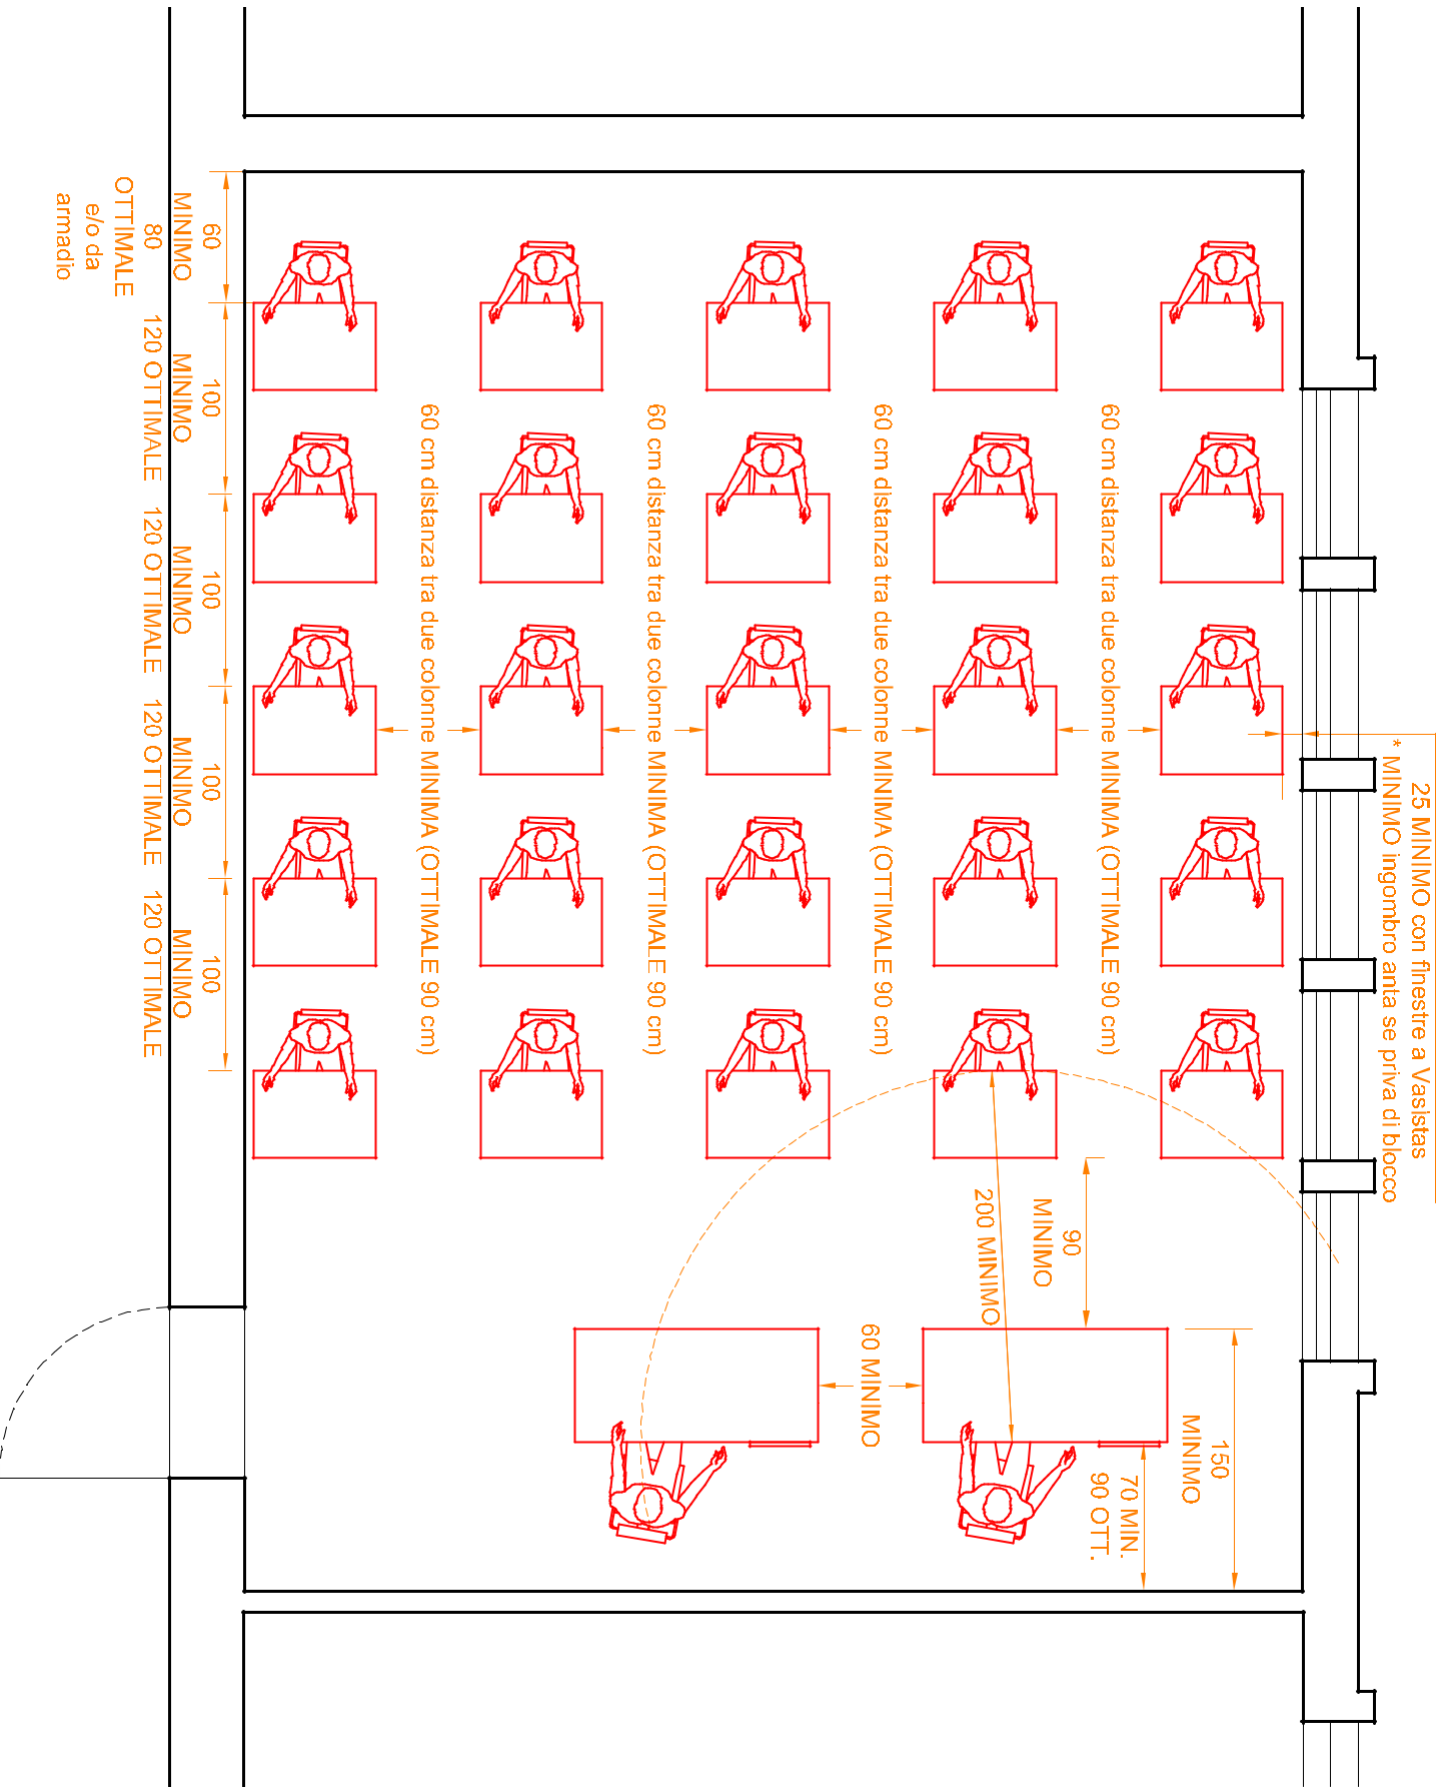 25 MINIMO con finestre a Vasistas
* MINIMO ingombro anta se priva di blocco
150
MINIMO
70 MIN.
90 OTT.
60 cm distanza tra due colonne MINIMA (OTTIMALE 90 cm)
90
MINIMO
200 MINIMO
60 cm distanza tra due colonne MINIMA (OTTIMALE 90 cm)
60 MINIMO
60 cm distanza tra due colonne MINIMA (OTTIMALE 90 cm)
60 cm distanza tra due colonne MINIMA (OTTIMALE 90 cm)
60
MINIMO
80
OTTIMALE
e/o da
armadio
100
MINIMO
120 OTTIMALE
100
MINIMO
120 OTTIMALE
100
MINIMO
120 OTTIMALE
100
MINIMO
120 OTTIMALE